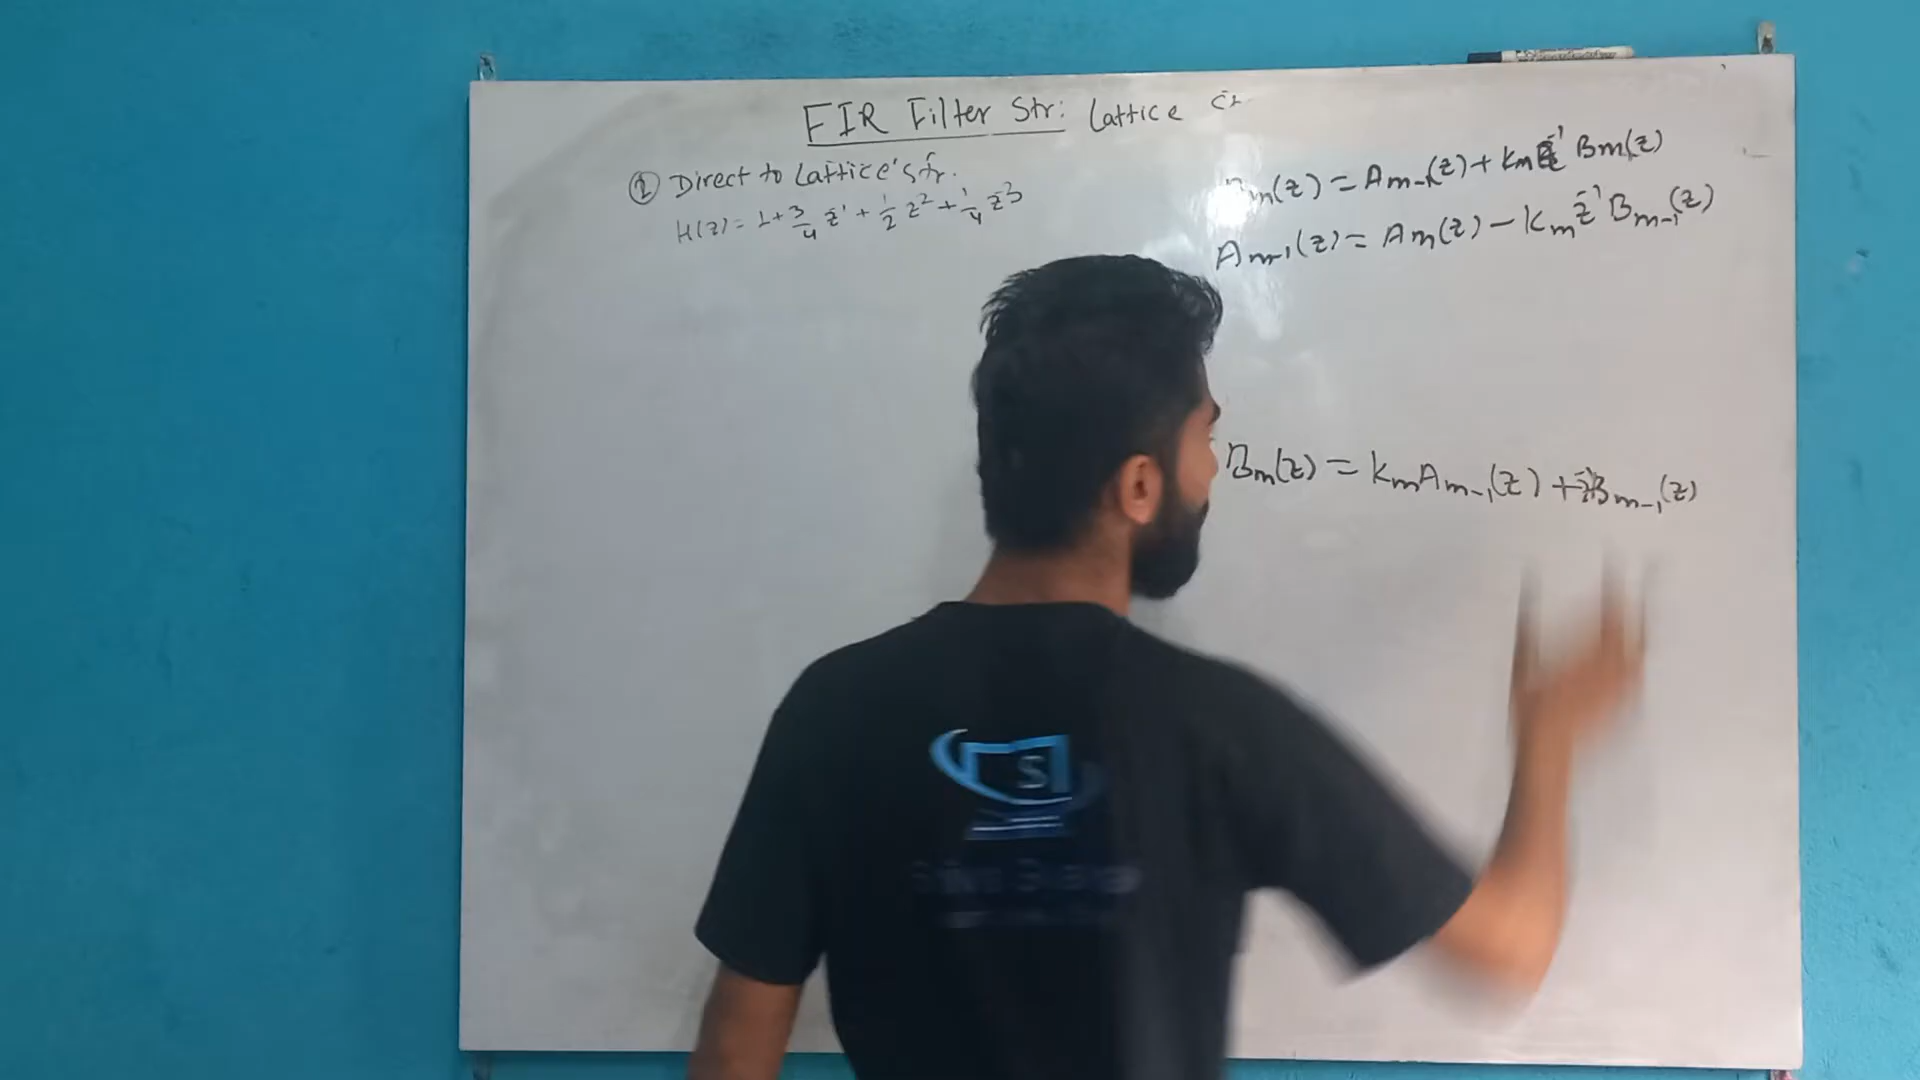 FIR Filter Str: Lattice
① Direct to Lattice's str.
H(z) = 1 + 3/4 z⁻¹ + 1/2 z⁻² + 1/4 z⁻³
m(z) = Am-1(z) + km z⁻¹ Bm(z)
Am-1(z) = Am(z) - km z⁻¹ Bm-1(z)
Bm(z) = km Am-1(z) + z⁻¹ Bm-1(z)
S